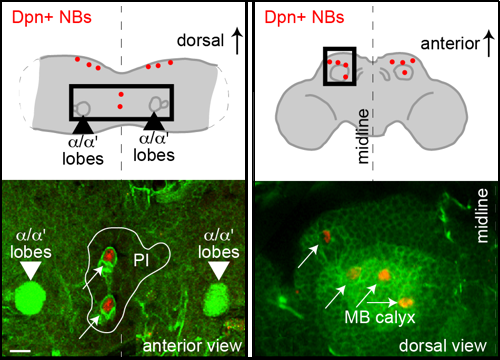 Dpn+ NBs
dorsal
α/α'
lobes
α/α'
lobes
α/α'
lobes
PI
α/α'
lobes
anterior view
Dpn+ NBs
anterior
midline
midline
MB calyx
dorsal view